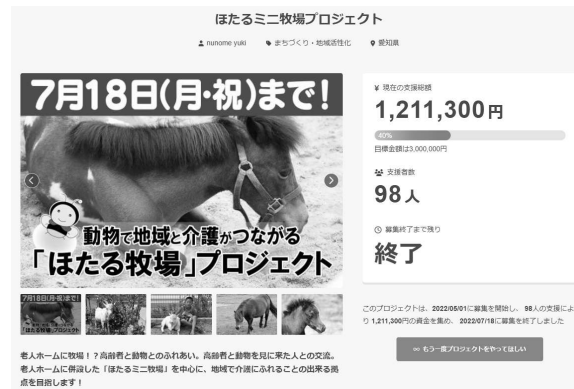 ほたるミニ牧場プロジェクト
nunome yuki まちづくり・地域活性化 愛知県
7月18日(月・祝)まで!
動物で地域と介護がつながる
「ほたる牧場」プロジェクト
7月18日(月・祝)まで!
「ほたる牧場」プロジェクト
老人ホームに牧場!?高齢者と動物とのふれあい。高齢者と動物を見に来た人との交流。
老人ホームに併設した「ほたるミニ牧場」を中心に、地域で介護にふれることの出来る拠
点を目指します!
¥ 現在の支援総額
1,211,300円
40%
目標金額は3,000,000円
支援者数
98人
募集終了まで残り
終了
このプロジェクトは、2022/05/01に募集を開始し、98人の支援によ
り1,211,300円の資金を集め、2022/07/18に募集を終了しました
もう一度プロジェクトをやってほしい